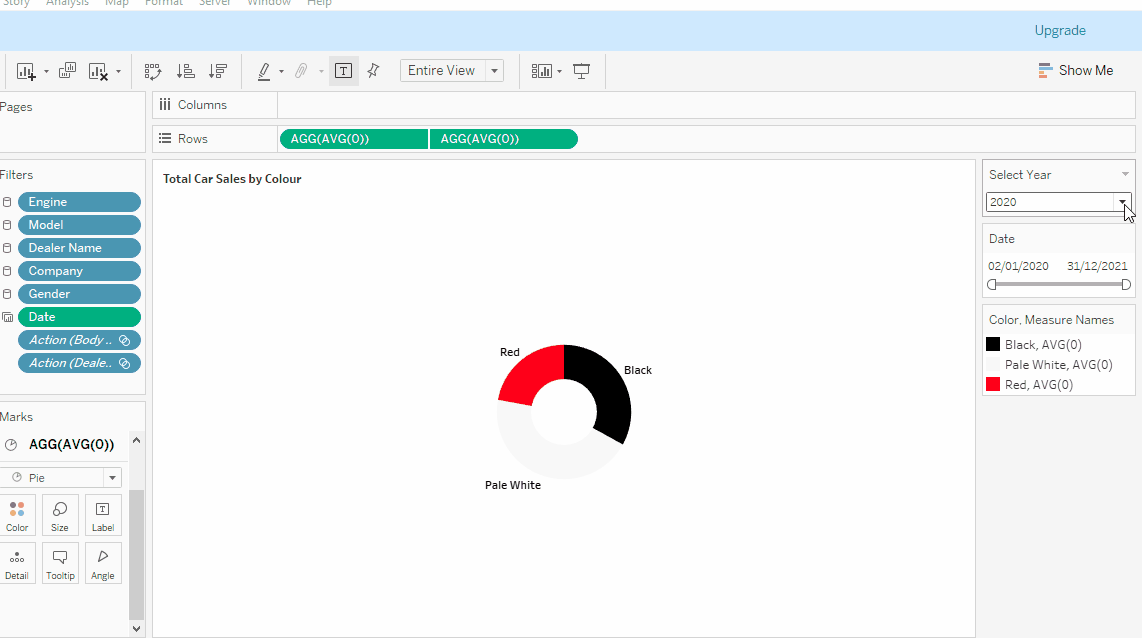 Story Analysis Map Format Server Window Help
Upgrade
Entire View
Show Me
Pages
Columns
Rows
AGG(AVG(0)) AGG(AVG(0))
Filters
Engine
Model
Dealer Name
Company
Gender
Date
Action (Body ..
Action (Deale..
Marks
AGG(AVG(0))
Pie
Color Size Label
Detail Tooltip Angle
Total Car Sales by Colour
Red
Black
Pale White
Select Year
2020
Date
02/01/2020 31/12/2021
Color, Measure Names
Black, AVG(0)
Pale White, AVG(0)
Red, AVG(0)